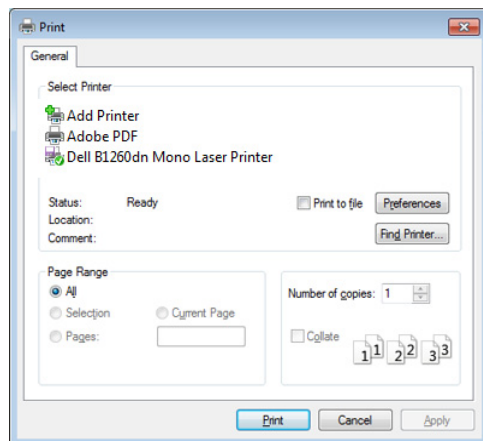 Print
General
Select Printer
Add Printer
Adobe PDF
Dell B1260dn Mono Laser Printer
Status: Ready
Print to file
Preferences
Location:
Comment:
Find Printer...
Page Range
All
Selection
Current Page
Pages:
Number of copies: 1
Collate
1 1 2 2 3 3
Print
Cancel
Apply